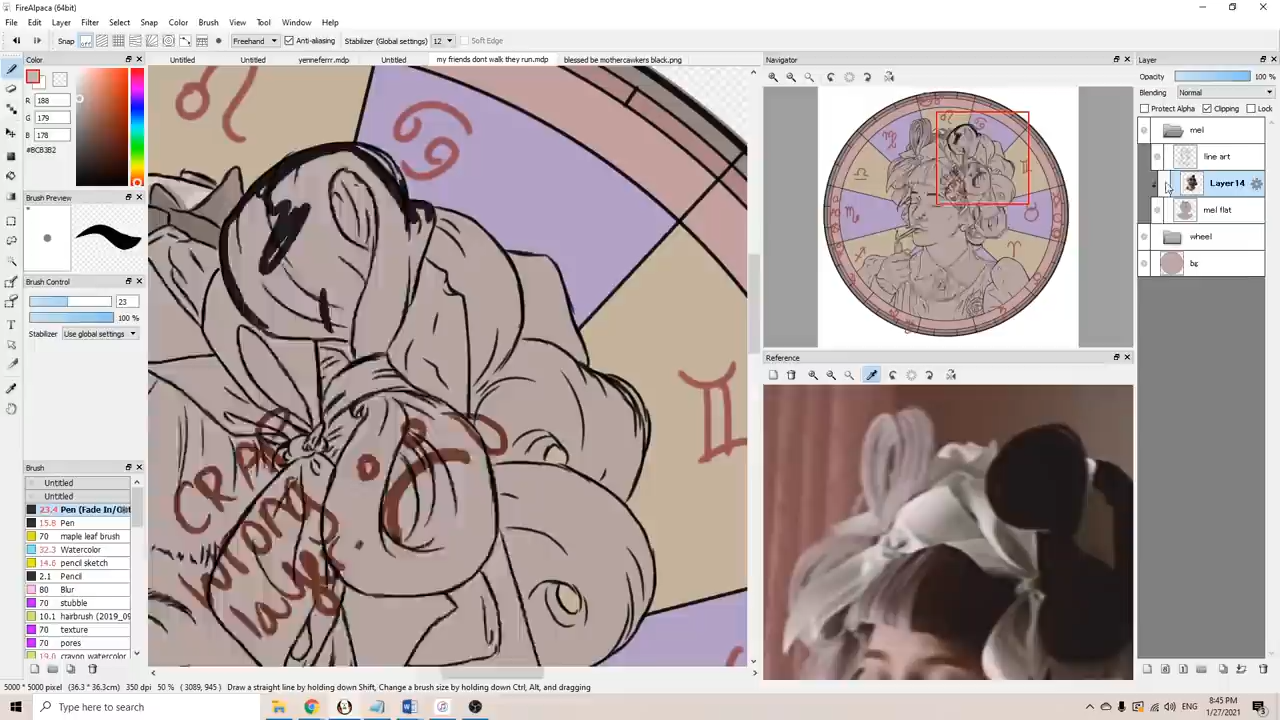 FireAlpaca (64bit)
File Edit Layer Filter Select Snap Color Brush View Tool Window Help
Snap OFF Freehand Anti-aliasing Stabilizer (Global settings) 12 Soft Edge
Color
Untitled Untitled yenneferrr.mdp Untitled my friends dont walk they run.mdp blessed be mothercawkers black.png
Navigator
Layer
Opacity 100 %
Blending Normal
Protect Alpha Clipping Lock
R 188
G 179
B 178
#BCB3B2
mel
line art
Layer14
mel flat
wheel
bg
Brush Preview
Brush Control
23
100 %
Stabilizer Use global settings
Reference
CRAP
wrong
layer
Brush
Untitled
Untitled
23.4 Pen (Fade In/Out
15.8 Pen
70 maple leaf brush
32.3 Watercolor
14.6 pencil sketch
2.1 Pencil
80 Blur
70 stubble
10.1 hairbrush (2019_09
70 texture
70 pores
19.0 crayon watercolor
5000 * 5000 pixel (36.3 * 36.3cm) 350 dpi 50 % ( 3089, 945 ) Draw a straight line by holding down Shift, Change a brush size by holding down Ctrl, Alt, and dragging
Type here to search
ENG
8:45 PM
1/27/2021